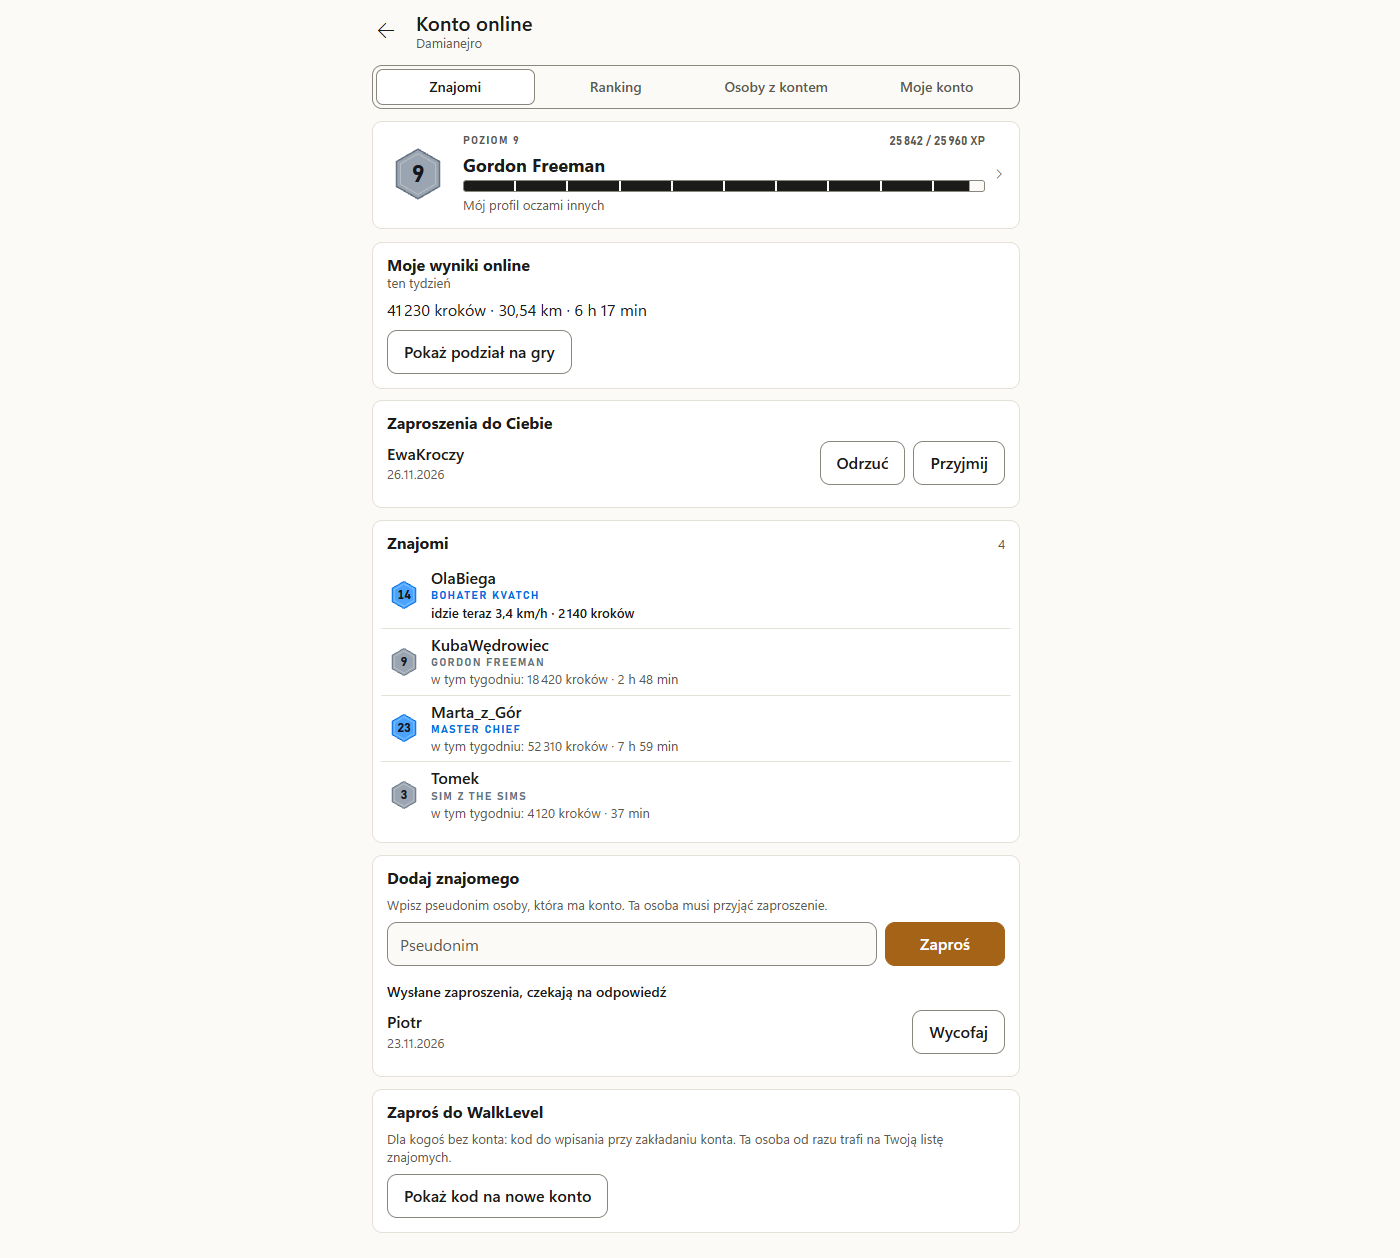 Konto online
Damianejro
Znajomi
Ranking
Osoby z kontem
Moje konto
POZIOM 9
25 842 / 25 960 XP
9
Gordon Freeman
Mój profil oczami innych
Moje wyniki online
ten tydzień
41 230 kroków · 30,54 km · 6 h 17 min
Pokaż podział na gry
Zaproszenia do Ciebie
EwaKroczy
26.11.2026
Odrzuć
Przyjmij
Znajomi
4
14
OlaBiega
BOHATER KVATCH
idzie teraz 3,4 km/h · 2140 kroków
9
KubaWędrowiec
GORDON FREEMAN
w tym tygodniu: 18 420 kroków · 2 h 48 min
23
Marta_z_Gór
MASTER CHIEF
w tym tygodniu: 52 310 kroków · 7 h 59 min
3
Tomek
SIM Z THE SIMS
w tym tygodniu: 4120 kroków · 37 min
Dodaj znajomego
Wpisz pseudonim osoby, która ma konto. Ta osoba musi przyjąć zaproszenie.
Pseudonim
Zaproś
Wysłane zaproszenia, czekają na odpowiedź
Piotr
23.11.2026
Wycofaj
Zaproś do WalkLevel
Dla kogoś bez konta: kod do wpisania przy zakładaniu konta. Ta osoba od razu trafi na Twoją listę
znajomych.
Pokaż kod na nowe konto